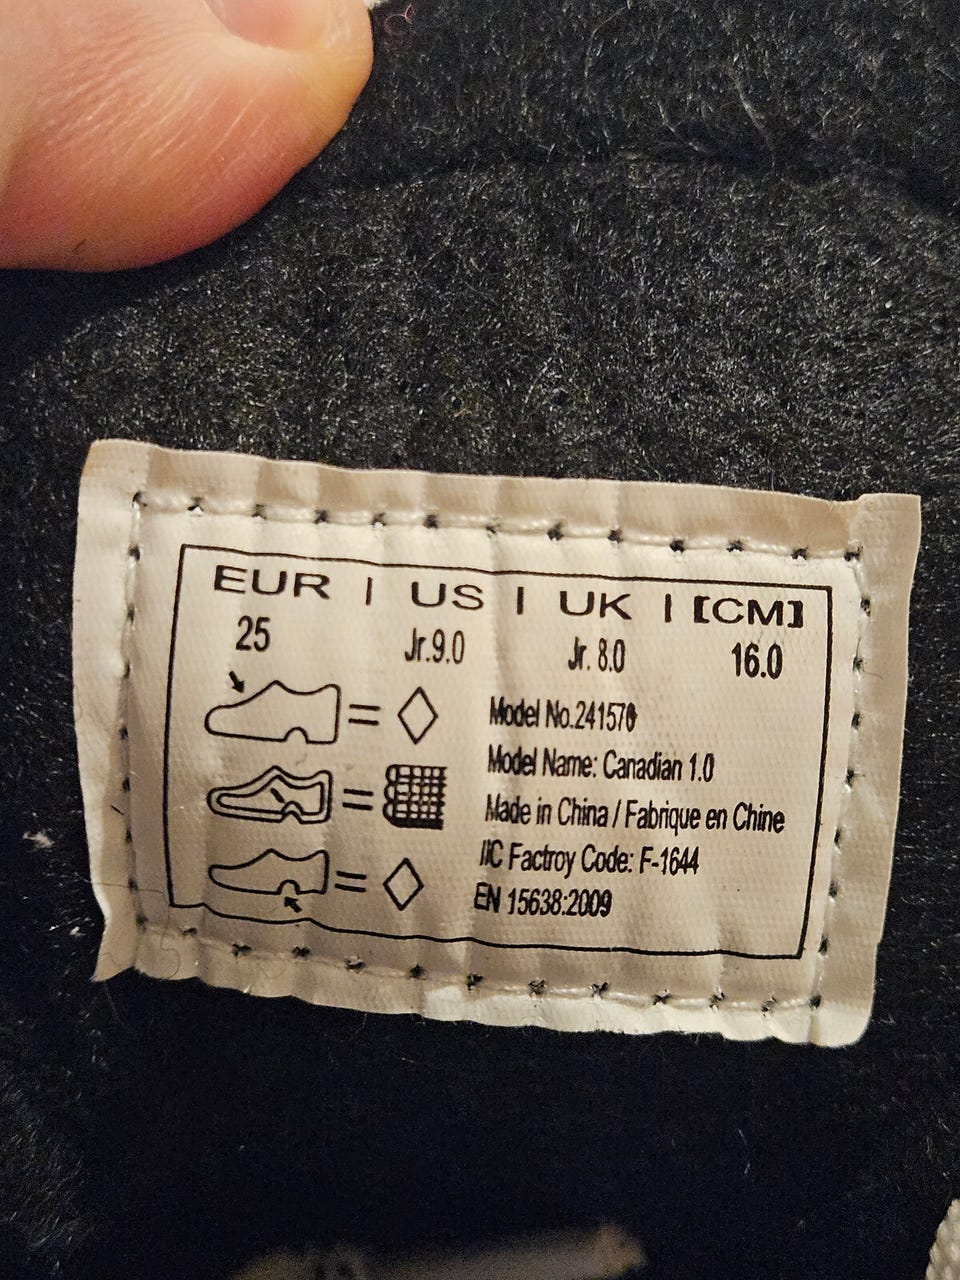 EUR | US | UK | [CM]
25 Jr.9.0 Jr. 8.0 16.0
Model No.241570
Model Name: Canadian 1.0
Made in China / Fabrique en Chine
IIC Factroy Code: F-1644
EN 15638:2009